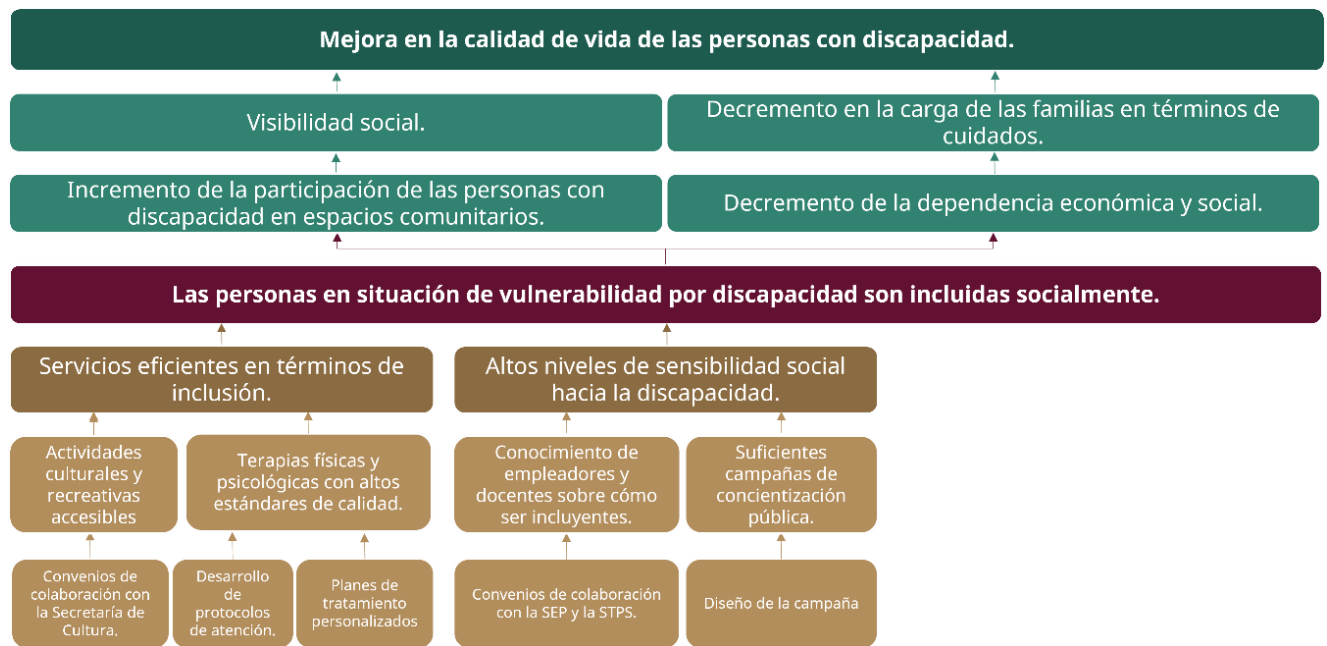 Mejora en la calidad de vida de las personas con discapacidad.
Visibilidad social.
Decremento en la carga de las familias en términos de
cuidados.
Incremento de la participación de las personas con
discapacidad en espacios comunitarios.
Decremento de la dependencia económica y social.
Las personas en situación de vulnerabilidad por discapacidad son incluidas socialmente.
Servicios eficientes en términos de
inclusión.
Altos niveles de sensibilidad social
hacia la discapacidad.
Actividades
culturales y
recreativas
accesibles
Terapias físicas y
psicológicas con altos
estándares de calidad.
Conocimiento de
empleadores y
docentes sobre cómo
ser incluyentes.
Suficientes
campañas de
concientización
pública.
Convenios de
colaboración con
la Secretaría de
Cultura.
Desarrollo
de
protocolos
de atención.
Planes de
tratamiento
personalizados
Convenios de colaboración
con la SEP y la STPS.
Diseño de la campaña